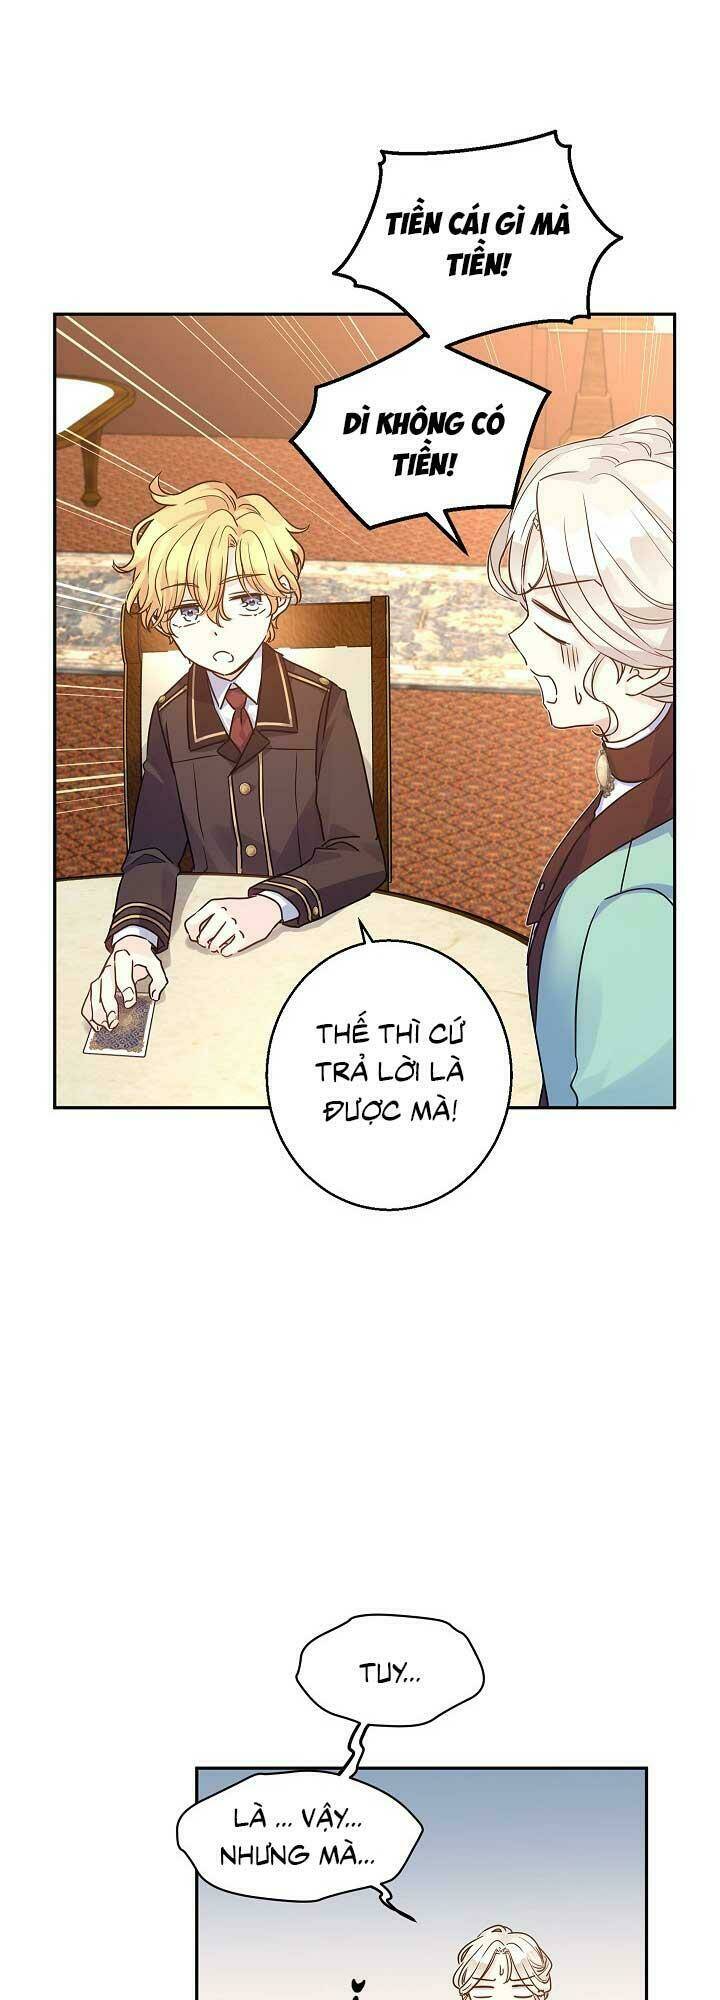 TIỀN CÁI GÌ MÀ
TIỀN!
DÌ KHÔNG CÓ
TIỀN!
THẾ THÌ CỨ
TRẢ LỜI LÀ
ĐƯỢC MÀ!
TUY...
LÀ ... VẬY...
NHƯNG MÀ...